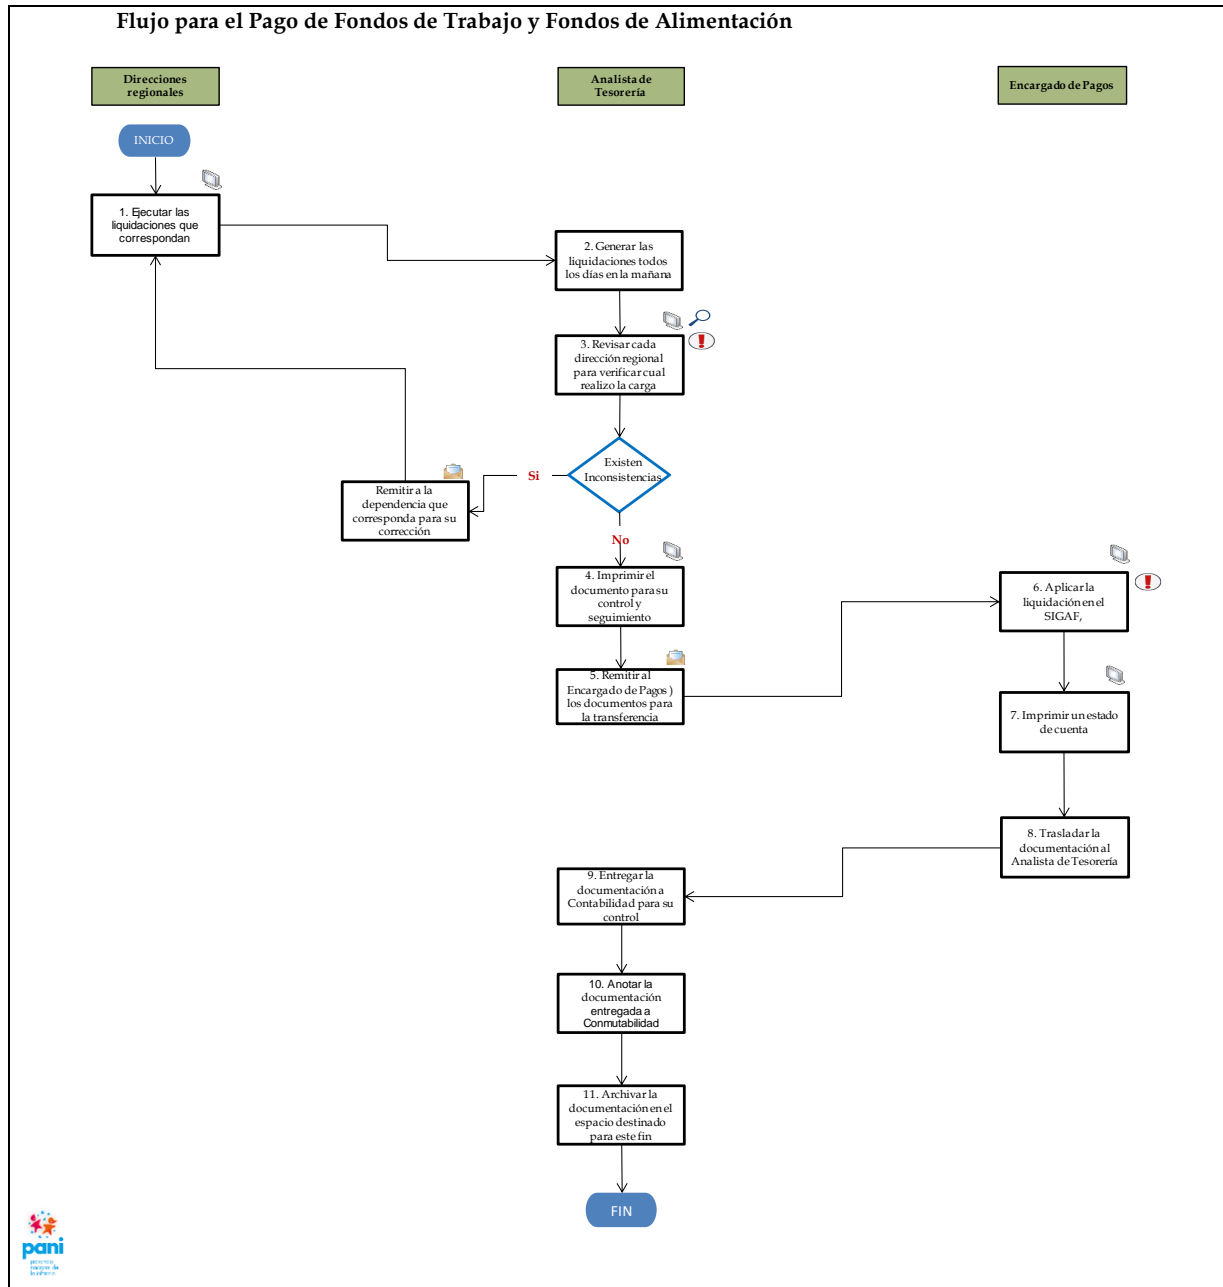 Flujo para el Pago de Fondos de Trabajo y Fondos de Alimentación
Direcciones
regionales
Analista de
Tesorería
Encargado de Pagos
INICIO
1. Ejecutar las
liquidaciones que
correspondan
2. Generar las
liquidaciones todos
los días en la mañana
3. Revisar cada
dirección regional
para verificar cual
realizo la carga
Existen
Inconsistencias
Si
Remitir a la
dependencia que
corresponda para su
corrección
No
4. Imprimir el
documento para su
control y
seguimiento
5. Remitir al
Encargado de Pagos )
los documentos para
la transferencia
6. Aplicar la
liquidación en el
SIGAF,
7. Imprimir un estado
de cuenta
8. Trasladar la
documentación al
Analista de Tesorería
9. Entregar la
documentación a
Contabilidad para su
control
10. Anotar la
documentación
entregada a
Conmutabilidad
11. Archivar la
documentación en el
espacio destinado
para este fin
FIN
pani
patronato
nacional de
la infancia